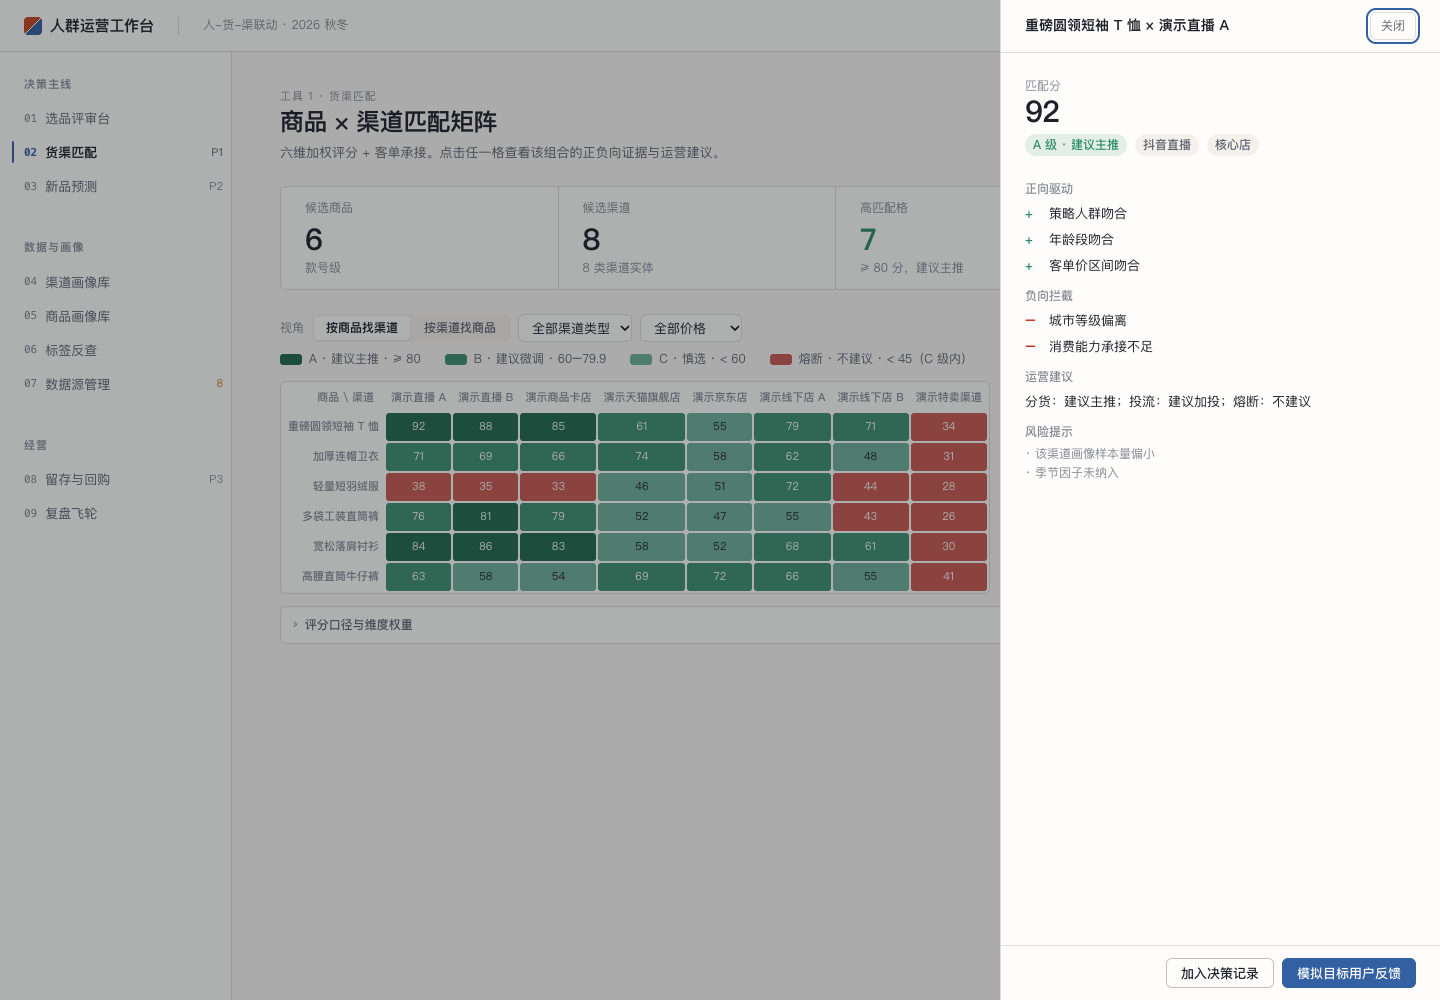 人群运营工作台
人-货-渠联动 · 2026 秋冬
决策主线
01 选品评审台
02 货渠匹配 P1
03 新品预测 P2
数据与画像
04 渠道画像库
05 商品画像库
06 标签反查
07 数据源管理 8
经营
08 留存与回购 P3
09 复盘飞轮
工具 1 · 货渠匹配
商品 × 渠道匹配矩阵
六维加权评分 + 客单承接。点击任一格查看该组合的正负向证据与运营建议。
候选商品
6
款号级
候选渠道
8
8 类渠道实体
高匹配格
7
≥ 80 分，建议主推
视角 按商品找渠道 按渠道找商品 全部渠道类型 全部价格
A · 建议主推 · ≥ 80 B · 建议微调 · 60–79.9 C · 慎选 · < 60 熔断 · 不建议 · < 45（C 级内）
商品 \ 渠道 演示直播 A 演示直播 B 演示商品卡店 演示天猫旗舰店 演示京东店 演示线下店 A 演示线下店 B 演示特卖渠道
重磅圆领短袖 T 恤 92 88 85 61 55 79 71 34
加厚连帽卫衣 71 69 66 74 58 62 48 31
轻量短羽绒服 38 35 33 46 51 72 44 28
多袋工装直筒裤 76 81 79 52 47 55 43 26
宽松落肩衬衫 84 86 83 58 52 68 61 30
高腰直筒牛仔裤 63 58 54 69 72 66 55 41
› 评分口径与维度权重
重磅圆领短袖 T 恤 × 演示直播 A
关闭
匹配分
92
A 级 · 建议主推 抖音直播 核心店
正向驱动
+ 策略人群吻合
+ 年龄段吻合
+ 客单价区间吻合
负向拦截
— 城市等级偏离
— 消费能力承接不足
运营建议
分货：建议主推；投流：建议加投；熔断：不建议
风险提示
· 该渠道画像样本量偏小
· 季节因子未纳入
加入决策记录 模拟目标用户反馈